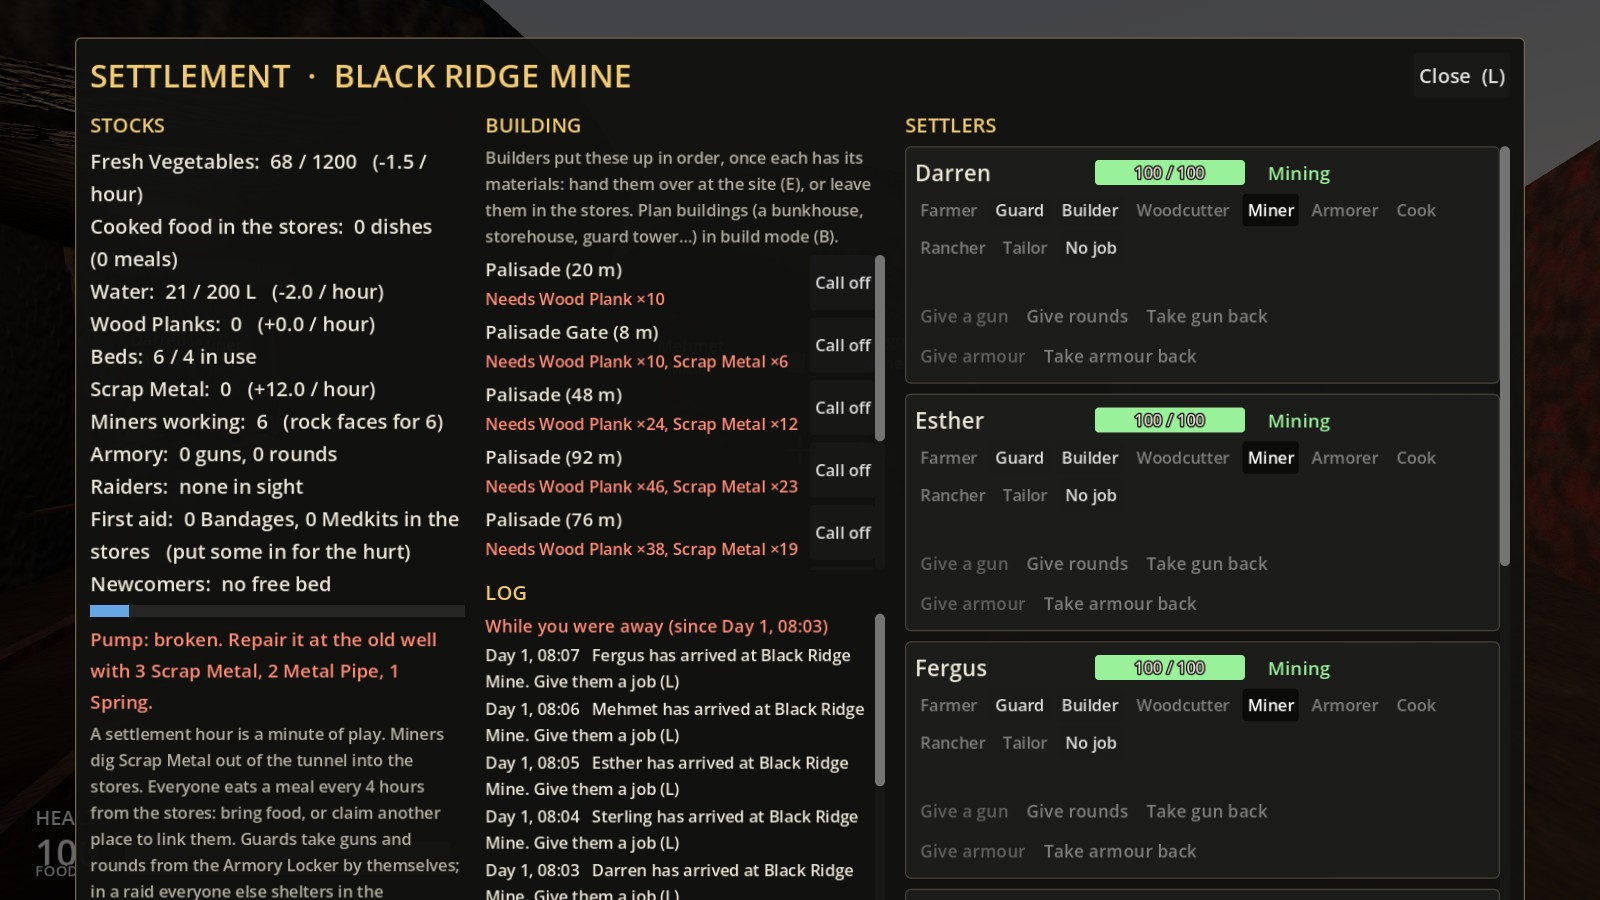 SETTLEMENT · BLACK RIDGE MINE
Close (L)
STOCKS
Fresh Vegetables: 68 / 1200 (-1.5 /
hour)
Cooked food in the stores: 0 dishes
(0 meals)
Water: 21 / 200 L (-2.0 / hour)
Wood Planks: 0 (+0.0 / hour)
Beds: 6 / 4 in use
Scrap Metal: 0 (+12.0 / hour)
Miners working: 6 (rock faces for 6)
Armory: 0 guns, 0 rounds
Raiders: none in sight
First aid: 0 Bandages, 0 Medkits in the
stores (put some in for the hurt)
Newcomers: no free bed
Pump: broken. Repair it at the old well
with 3 Scrap Metal, 2 Metal Pipe, 1
Spring.
A settlement hour is a minute of play. Miners
dig Scrap Metal out of the tunnel into the
stores. Everyone eats a meal every 4 hours
from the stores: bring food, or claim another
place to link them. Guards take guns and
rounds from the Armory Locker by themselves;
in a raid everyone else shelters in the
BUILDING
Builders put these up in order, once each has its
materials: hand them over at the site (E), or leave
them in the stores. Plan buildings (a bunkhouse,
storehouse, guard tower...) in build mode (B).
Palisade (20 m)
Needs Wood Plank ×10
Call off
Palisade Gate (8 m)
Needs Wood Plank ×10, Scrap Metal ×6
Call off
Palisade (48 m)
Needs Wood Plank ×24, Scrap Metal ×12
Call off
Palisade (92 m)
Needs Wood Plank ×46, Scrap Metal ×23
Call off
Palisade (76 m)
Needs Wood Plank ×38, Scrap Metal ×19
Call off
LOG
While you were away (since Day 1, 08:03)
Day 1, 08:07 Fergus has arrived at Black Ridge
Mine. Give them a job (L)
Day 1, 08:06 Mehmet has arrived at Black Ridge
Mine. Give them a job (L)
Day 1, 08:05 Esther has arrived at Black Ridge
Mine. Give them a job (L)
Day 1, 08:04 Sterling has arrived at Black Ridge
Mine. Give them a job (L)
Day 1, 08:03 Darren has arrived at Black Ridge
Mine. Give them a job (L)
SETTLERS
Darren 100 / 100 Mining
Farmer Guard Builder Woodcutter Miner Armorer Cook
Rancher Tailor No job
Give a gun Give rounds Take gun back
Give armour Take armour back
Esther 100 / 100 Mining
Farmer Guard Builder Woodcutter Miner Armorer Cook
Rancher Tailor No job
Give a gun Give rounds Take gun back
Give armour Take armour back
Fergus 100 / 100 Mining
Farmer Guard Builder Woodcutter Miner Armorer Cook
Rancher Tailor No job
Give a gun Give rounds Take gun back
Give armour Take armour back
HEA
10
FOOD